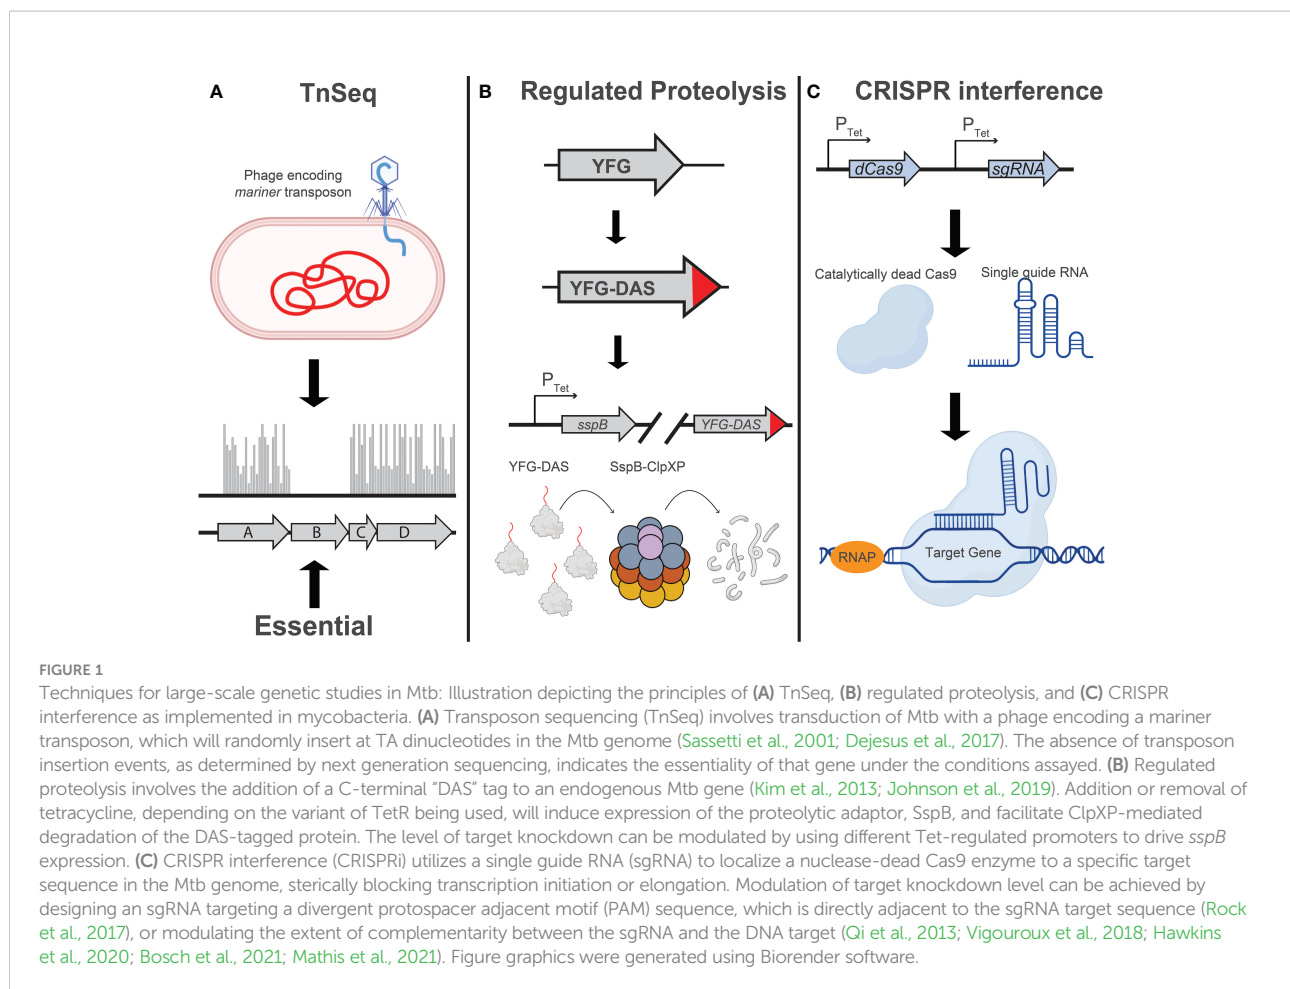 A
TnSeq
Phage encoding
mariner transposon
A B C D
Essential
B
Regulated Proteolysis
YFG
YFG-DAS
PTet
sspB
YFG-DAS
YFG-DAS
SspB-ClpXP
C
CRISPR interference
PTet
PTet
dCas9
sgRNA
Catalytically dead Cas9
Single guide RNA
RNAP
Target Gene
FIGURE 1
Techniques for large-scale genetic studies in Mtb: Illustration depicting the principles of (A) TnSeq, (B) regulated proteolysis, and (C) CRISPR
interference as implemented in mycobacteria. (A) Transposon sequencing (TnSeq) involves transduction of Mtb with a phage encoding a mariner
transposon, which will randomly insert at TA dinucleotides in the Mtb genome (Sassetti et al., 2001; Dejesus et al., 2017). The absence of transposon
insertion events, as determined by next generation sequencing, indicates the essentiality of that gene under the conditions assayed. (B) Regulated
proteolysis involves the addition of a C-terminal “DAS” tag to an endogenous Mtb gene (Kim et al., 2013; Johnson et al., 2019). Addition or removal of
tetracycline, depending on the variant of TetR being used, will induce expression of the proteolytic adaptor, SspB, and facilitate ClpXP-mediated
degradation of the DAS-tagged protein. The level of target knockdown can be modulated by using different Tet-regulated promoters to drive sspB
expression. (C) CRISPR interference (CRISPRi) utilizes a single guide RNA (sgRNA) to localize a nuclease-dead Cas9 enzyme to a specific target
sequence in the Mtb genome, sterically blocking transcription initiation or elongation. Modulation of target knockdown level can be achieved by
designing an sgRNA targeting a divergent protospacer adjacent motif (PAM) sequence, which is directly adjacent to the sgRNA target sequence (Rock
et al., 2017), or modulating the extent of complementarity between the sgRNA and the DNA target (Qi et al., 2013; Vigouroux et al., 2018; Hawkins
et al., 2020; Bosch et al., 2021; Mathis et al., 2021). Figure graphics were generated using Biorender software.